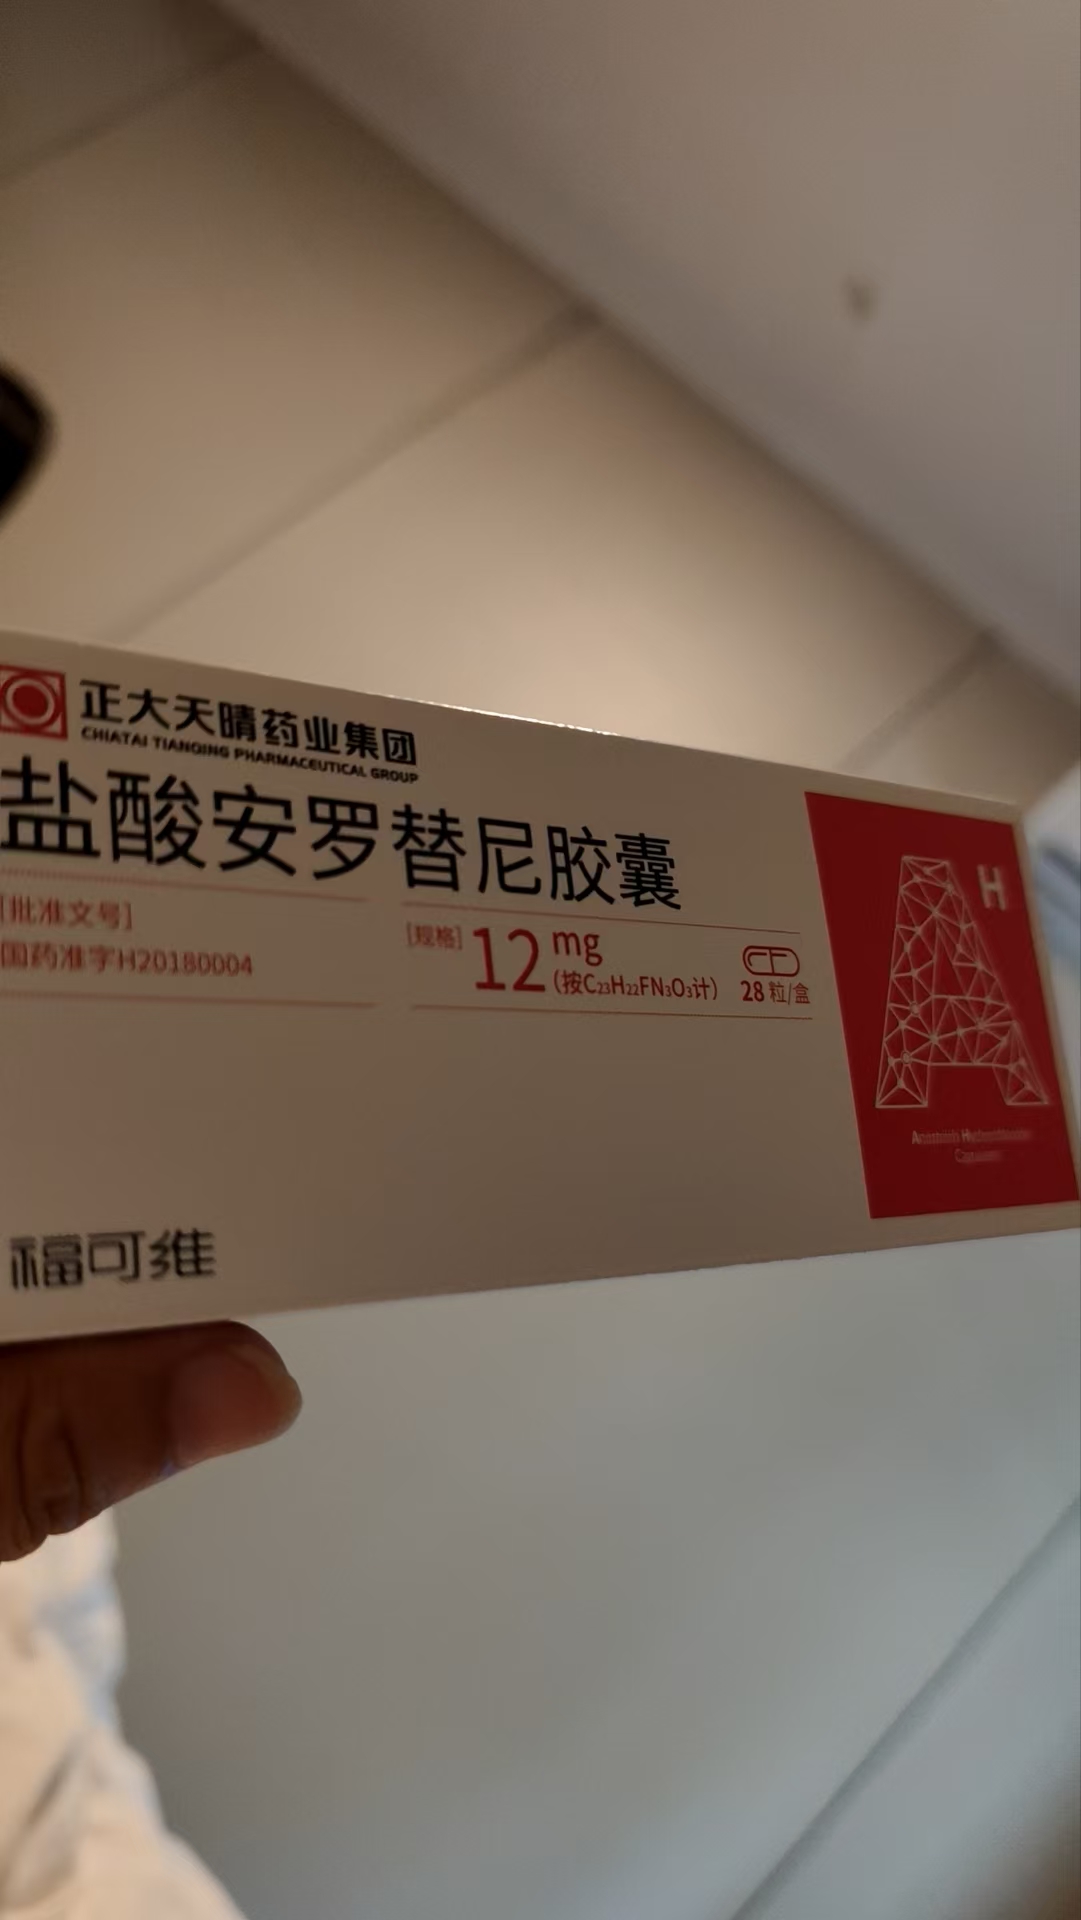 正大天晴药业集团
CHIATAI TIANQING PHARMACEUTICAL GROUP
盐酸安罗替尼胶囊
[批准文号]
国药准字H20180004
[规格] 12 mg
(按C₂₃H₂₂FN₃O₃计)
28 粒/盒
H
福可维